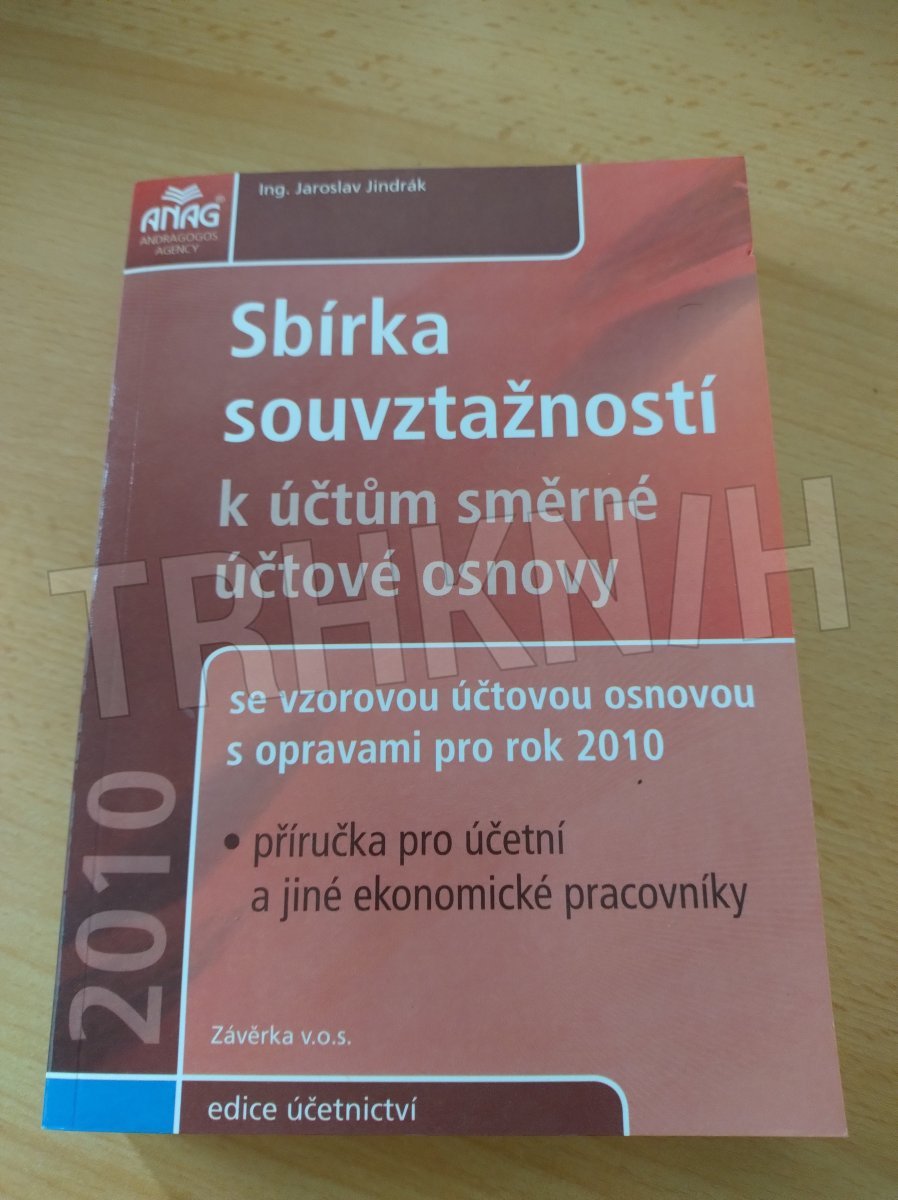 ANAG®
ANDRAGOGOS
AGENCY
Ing. Jaroslav Jindrák
Sbírka
souvztažností
k účtům směrné
účtové osnovy
TRHKNIH
se vzorovou účtovou osnovou
s opravami pro rok 2010
• příručka pro účetní
a jiné ekonomické pracovníky
2010
Závěrka v.o.s.
edice účetnictví